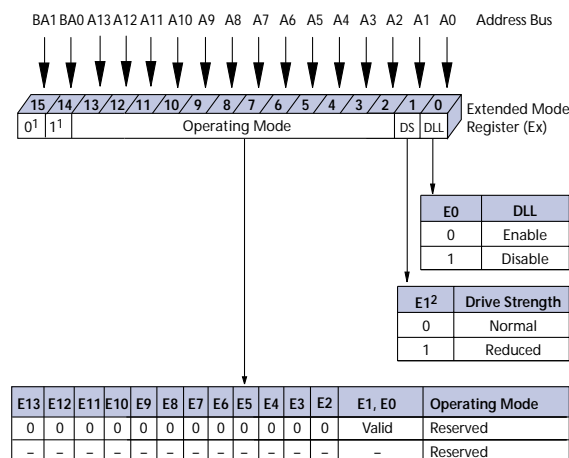 BA1 BA0 A13 A12 A11 A10 A9 A8 A7 A6 A5 A4 A3 A2 A1 A0 Address Bus
15 14 13 12 11 10 9 8 7 6 5 4 3 2 1 0
Extended Mode
Register (Ex)
0¹ 1¹ Operating Mode DS DLL
E0 DLL
0 Enable
1 Disable
E1² Drive Strength
0 Normal
1 Reduced
E13 E12 E11 E10 E9 E8 E7 E6 E5 E4 E3 E2 E1, E0 Operating Mode
0 0 0 0 0 0 0 0 0 0 0 0 Valid Reserved
– – – – – – – – – – – – – Reserved